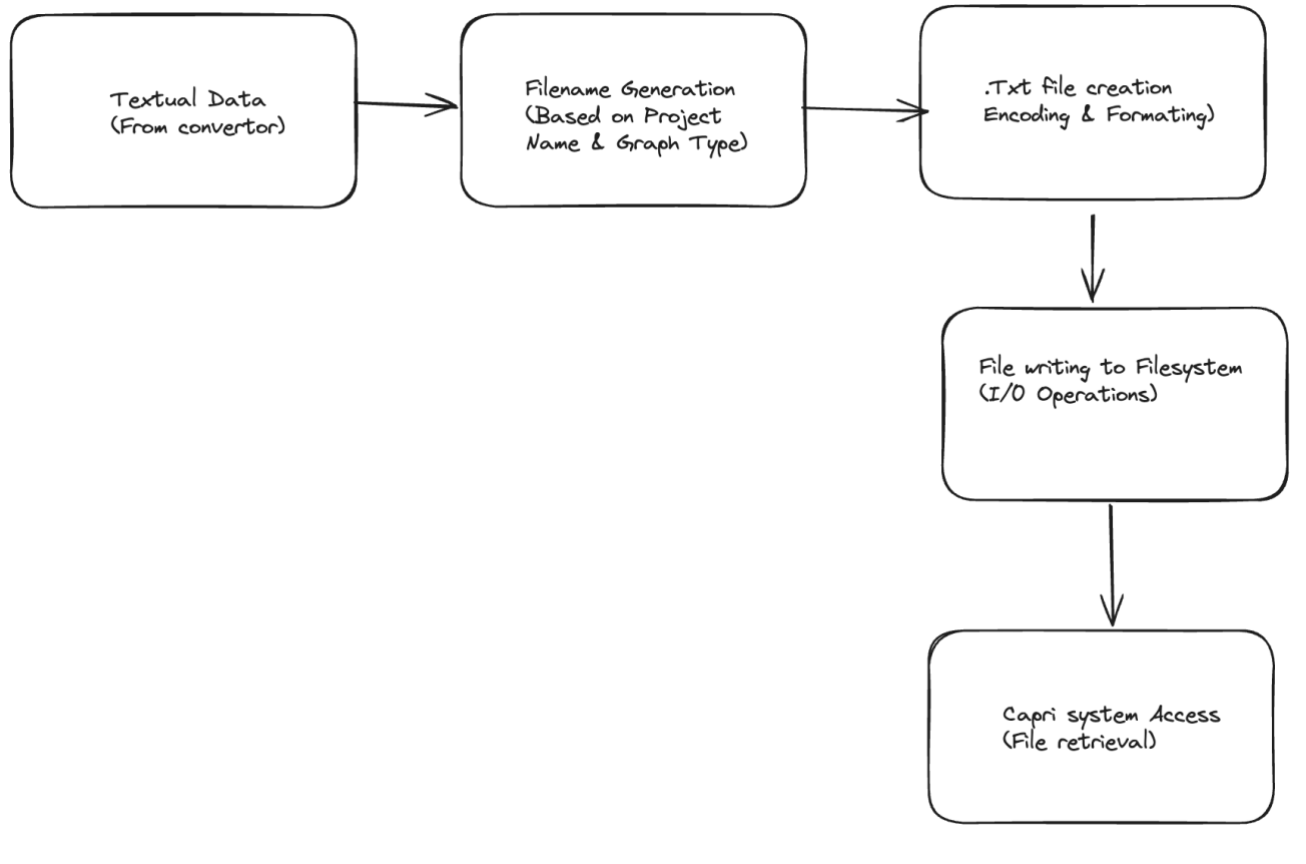 Textual Data
(From convertor)
Filename Generation
(Based on Project
Name & Graph Type)
.Txt file creation
Encoding & Formating)
File writing to Filesystem
(I/O Operations)
Capri system Access
(File retrieval)